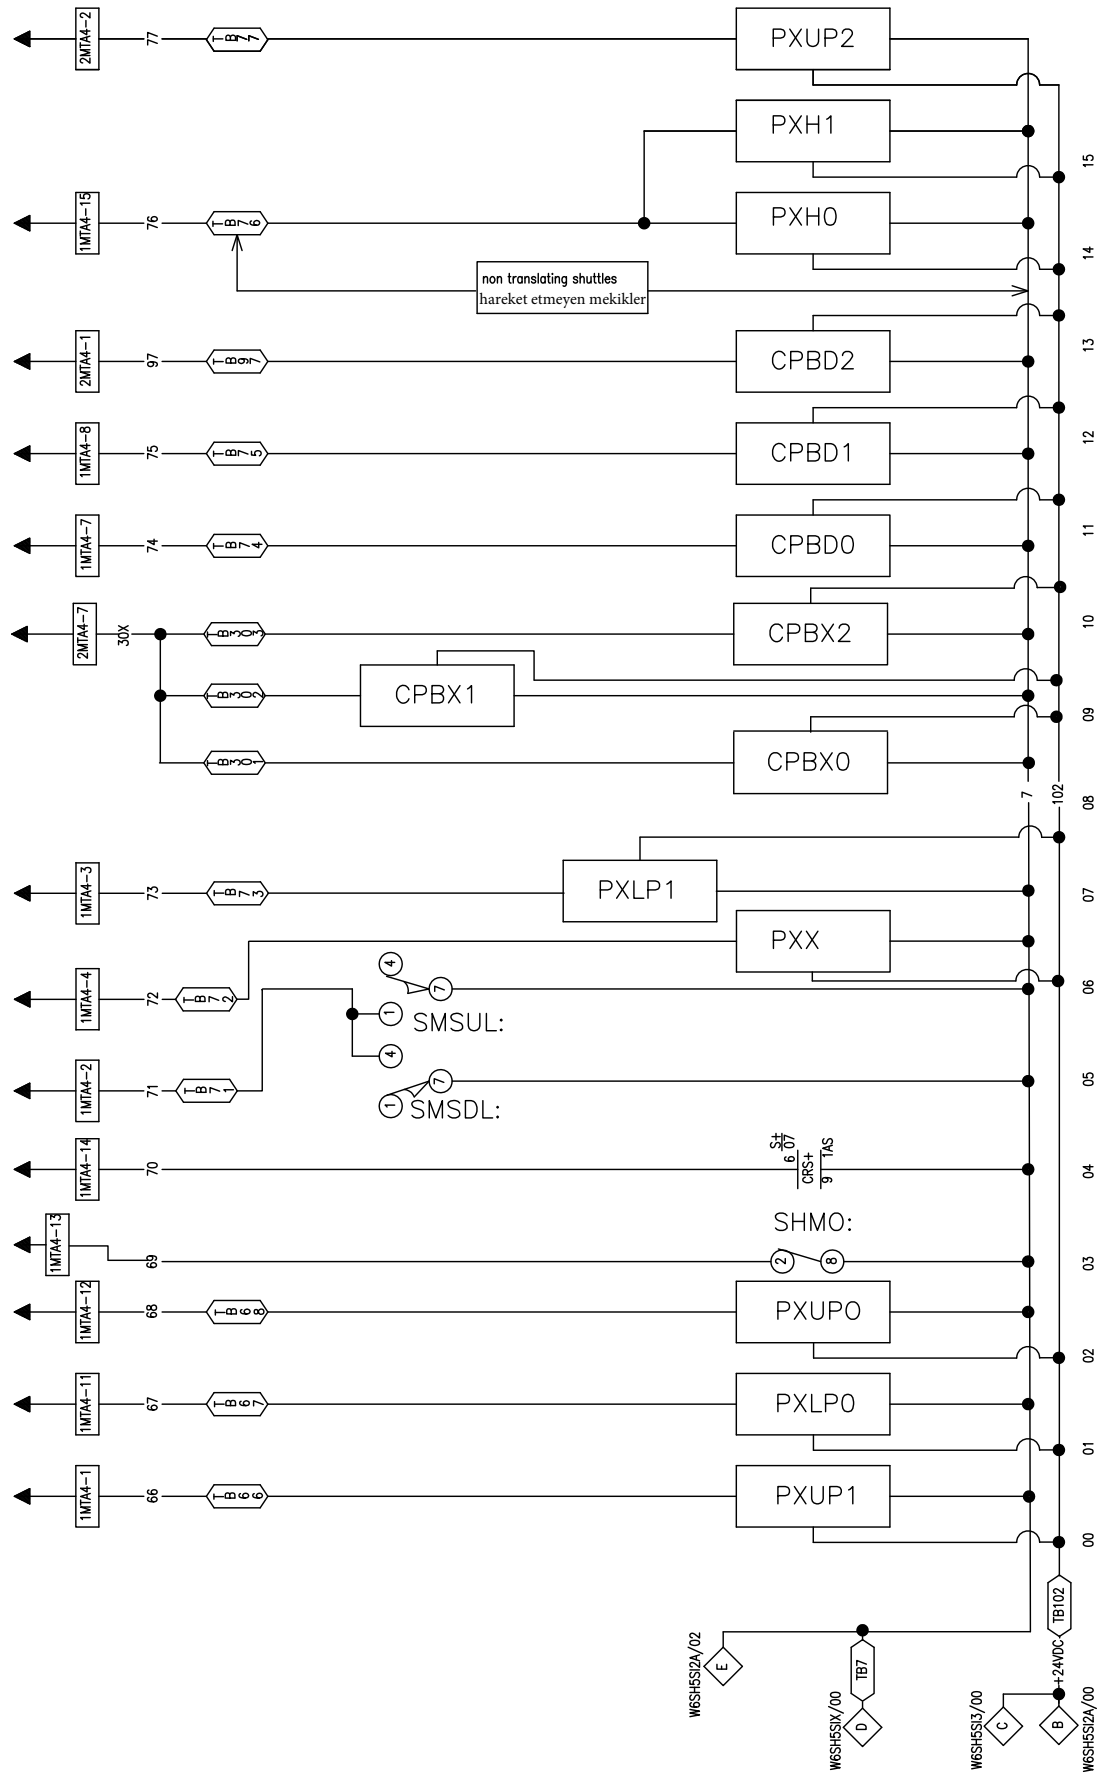 2MTA4-2
77
TB77
PXUP2
PXH1
15
1MTA4-15
76
TB76
PXH0
14
non translating shuttles
hareket etmeyen mekikler
2MTA4-1
97
TB97
CPBD2
13
1MTA4-8
75
TB75
CPBD1
12
1MTA4-7
74
TB74
CPBD0
11
2MTA4-7
30X
TB303
CPBX2
10
TB302
CPBX1
09
TB301
CPBX0
7
102
08
1MTA4-3
73
TB73
PXLP1
07
PXX
1MTA4-4
72
TB72
4
7
1
SMSUL:
06
1MTA4-2
71
TB71
4
7
1
SMSDL:
05
1MTA4-14
70
S±
07
6
CRS+
9
1AS
04
1MTA4-13
69
SHMO:
2
8
03
1MTA4-12
68
TB68
PXUP0
02
1MTA4-11
67
TB67
PXLP0
01
1MTA4-1
66
TB66
PXUP1
00
TB102
+24VDC
W6SH5SI2A/02
E
TB7
W6SH5SIX/00
D
W6SH5SI3/00
C
B
W6SH5SI2A/00